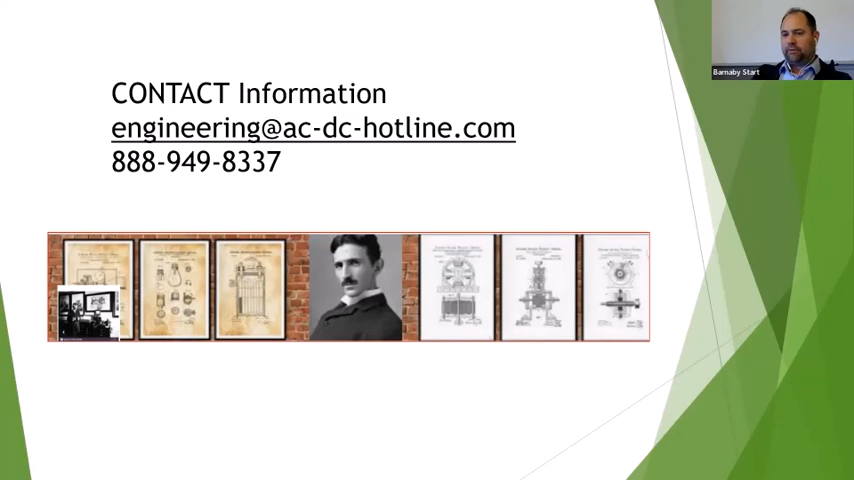 CONTACT Information
engineering@ac-dc-hotline.com
888-949-8337
Barnaby Start